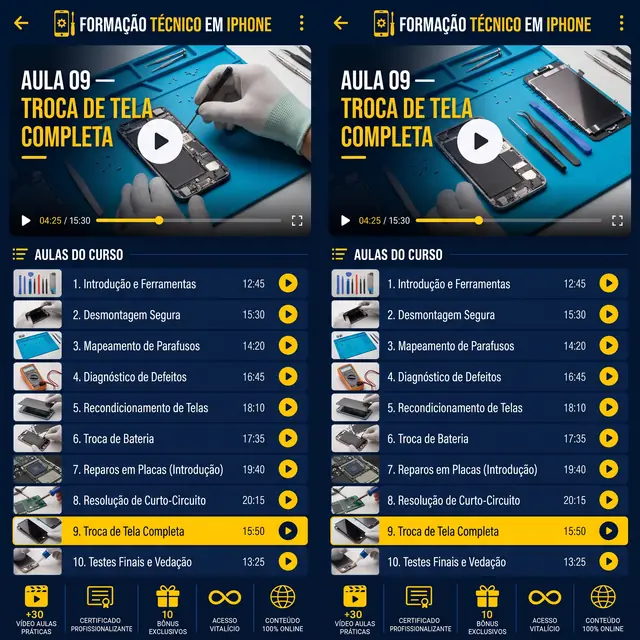 FORMAÇÃO TÉCNICO EM IPHONE
AULA 09 —
TROCA DE TELA
COMPLETA
04:25 / 15:30
AULAS DO CURSO
1. Introdução e Ferramentas 12:45
2. Desmontagem Segura 15:30
3. Mapeamento de Parafusos 14:20
4. Diagnóstico de Defeitos 16:45
5. Recondicionamento de Telas 18:10
6. Troca de Bateria 17:35
7. Reparos em Placas (Introdução) 19:40
8. Resolução de Curto-Circuito 20:15
9. Troca de Tela Completa 15:50
10. Testes Finais e Vedação 13:25
+30
VÍDEO AULAS
PRÁTICAS
CERTIFICADO
PROFISSIONALIZANTE
10
BÔNUS
EXCLUSIVOS
ACESSO
VITALÍCIO
CONTEÚDO
100% ONLINE
FORMAÇÃO TÉCNICO EM IPHONE
AULA 09 —
TROCA DE TELA
COMPLETA
04:25 / 15:30
AULAS DO CURSO
1. Introdução e Ferramentas 12:45
2. Desmontagem Segura 15:30
3. Mapeamento de Parafusos 14:20
4. Diagnóstico de Defeitos 16:45
5. Recondicionamento de Telas 18:10
6. Troca de Bateria 17:35
7. Reparos em Placas (Introdução) 19:40
8. Resolução de Curto-Circuito 20:15
9. Troca de Tela Completa 15:50
10. Testes Finais e Vedação 13:25
+30
VÍDEO AULAS
PRÁTICAS
CERTIFICADO
PROFISSIONALIZANTE
10
BÔNUS
EXCLUSIVOS
ACESSO
VITALÍCIO
CONTEÚDO
100% ONLINE